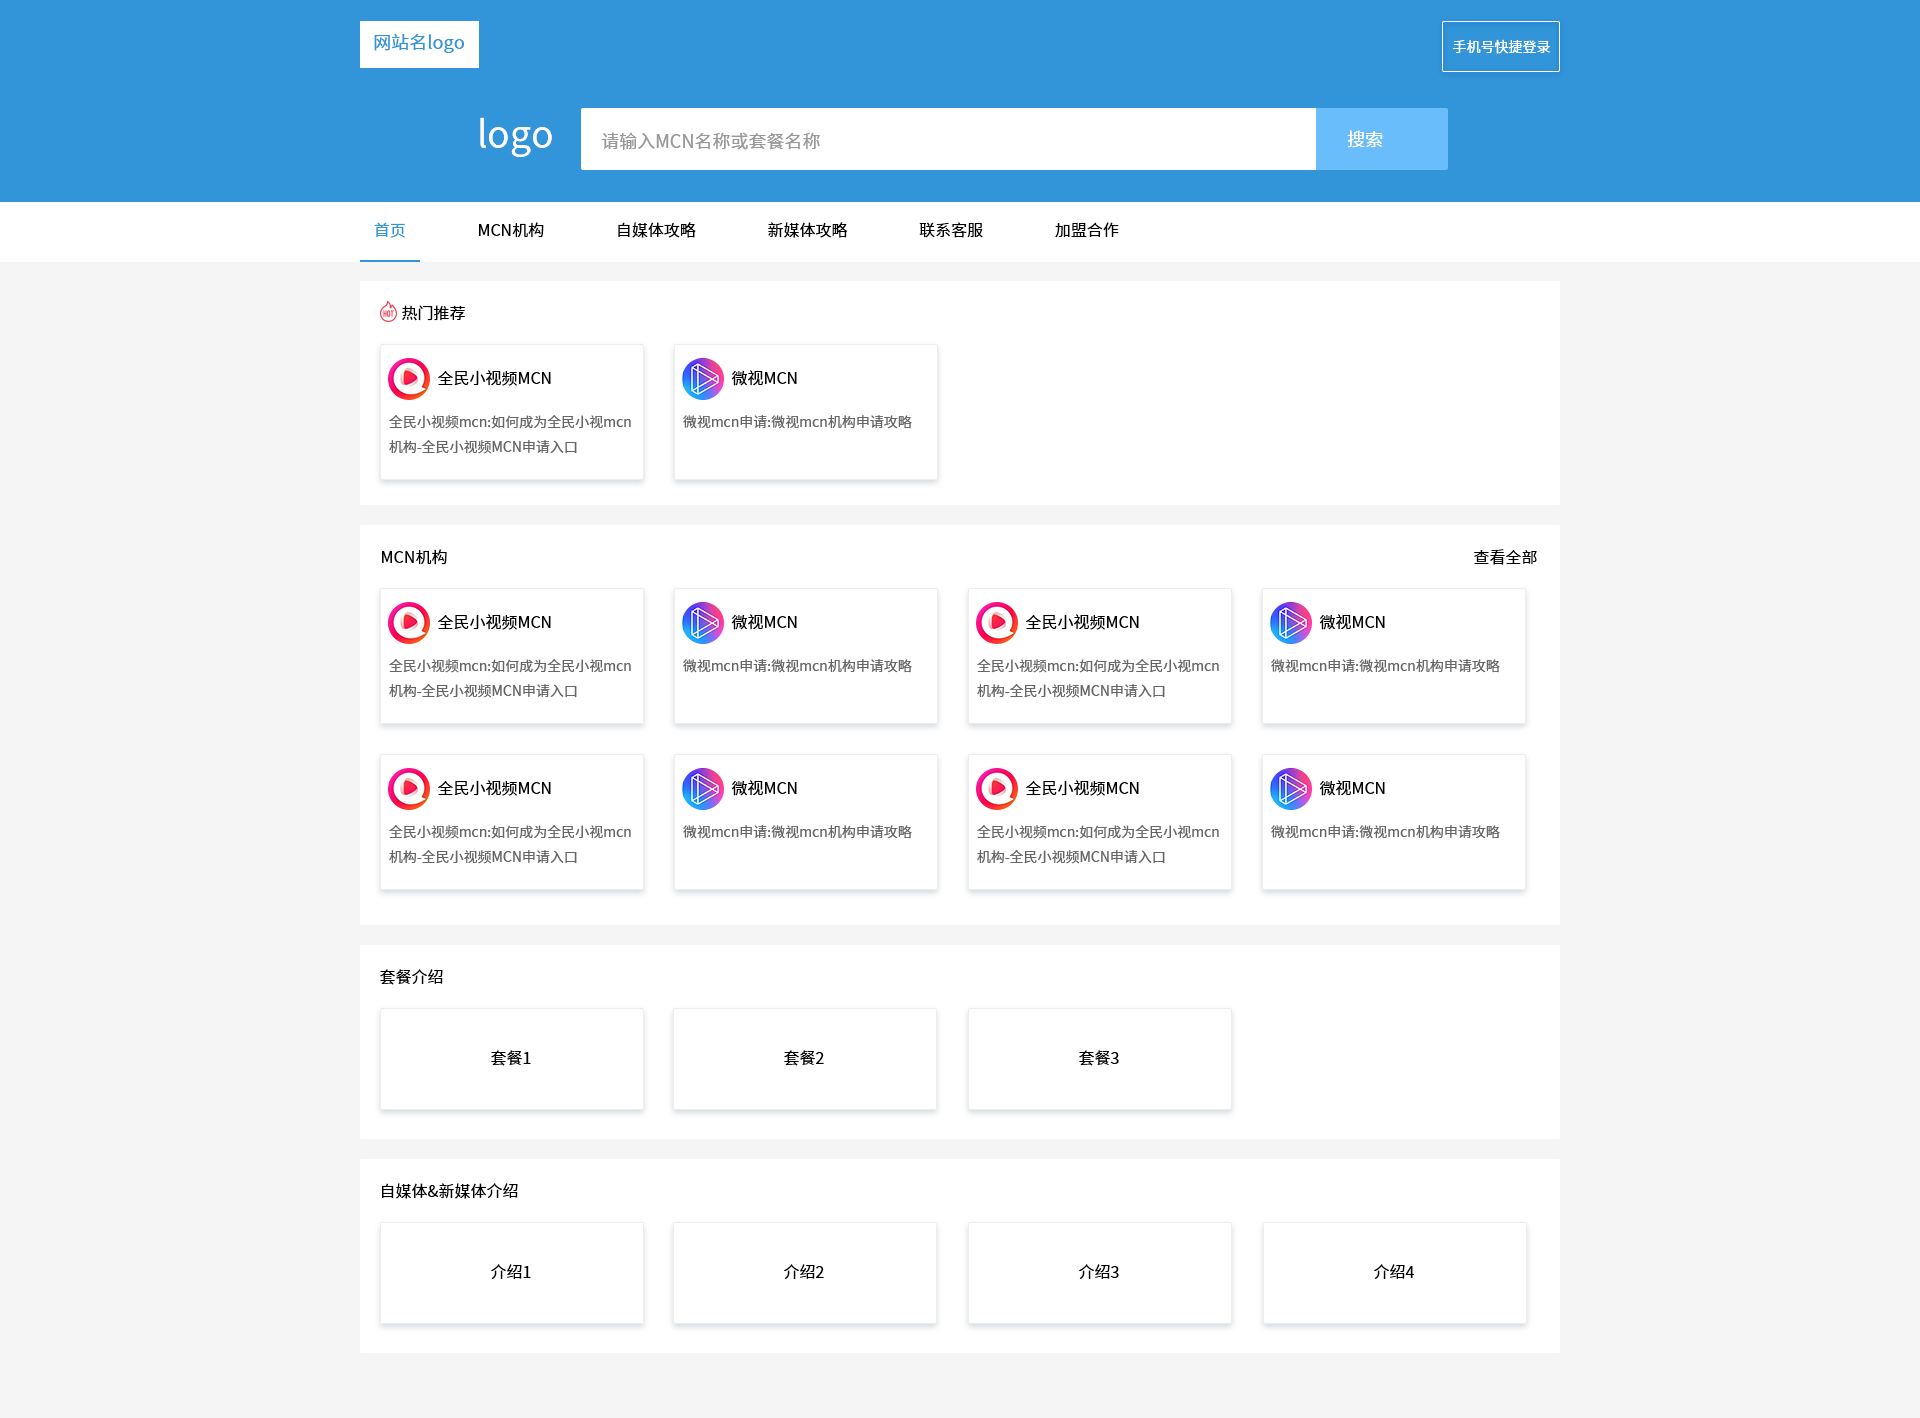 网站名logo
手机号快捷登录
logo
请输入MCN名称或套餐名称
搜索
首页
MCN机构
自媒体攻略
新媒体攻略
联系客服
加盟合作
HOT
热门推荐
全民小视频MCN
全民小视频mcn:如何成为全民小视mcn
机构-全民小视频MCN申请入口
微视MCN
微视mcn申请:微视mcn机构申请攻略
MCN机构
查看全部
全民小视频MCN
全民小视频mcn:如何成为全民小视mcn
机构-全民小视频MCN申请入口
微视MCN
微视mcn申请:微视mcn机构申请攻略
全民小视频MCN
全民小视频mcn:如何成为全民小视mcn
机构-全民小视频MCN申请入口
微视MCN
微视mcn申请:微视mcn机构申请攻略
全民小视频MCN
全民小视频mcn:如何成为全民小视mcn
机构-全民小视频MCN申请入口
微视MCN
微视mcn申请:微视mcn机构申请攻略
全民小视频MCN
全民小视频mcn:如何成为全民小视mcn
机构-全民小视频MCN申请入口
微视MCN
微视mcn申请:微视mcn机构申请攻略
套餐介绍
套餐1
套餐2
套餐3
自媒体&新媒体介绍
介绍1
介绍2
介绍3
介绍4